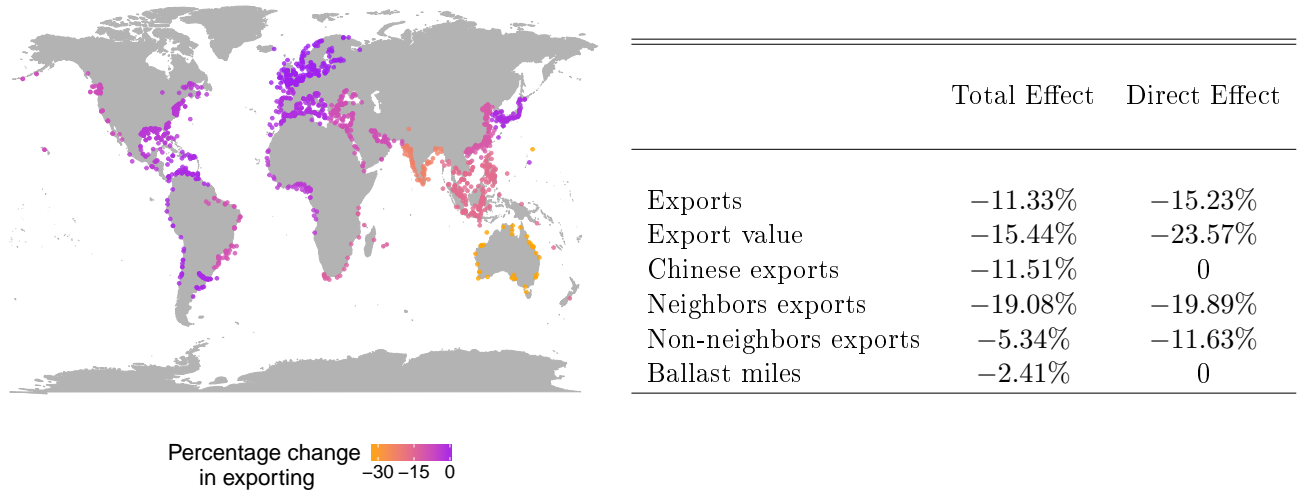 Total Effect Direct Effect
Exports −11.33% −15.23%
Export value −15.44% −23.57%
Chinese exports −11.51% 0
Neighbors exports −19.08% −19.89%
Non-neighbors exports −5.34% −11.63%
Ballast miles −2.41% 0
Percentage change
in exporting
−30 −15 0